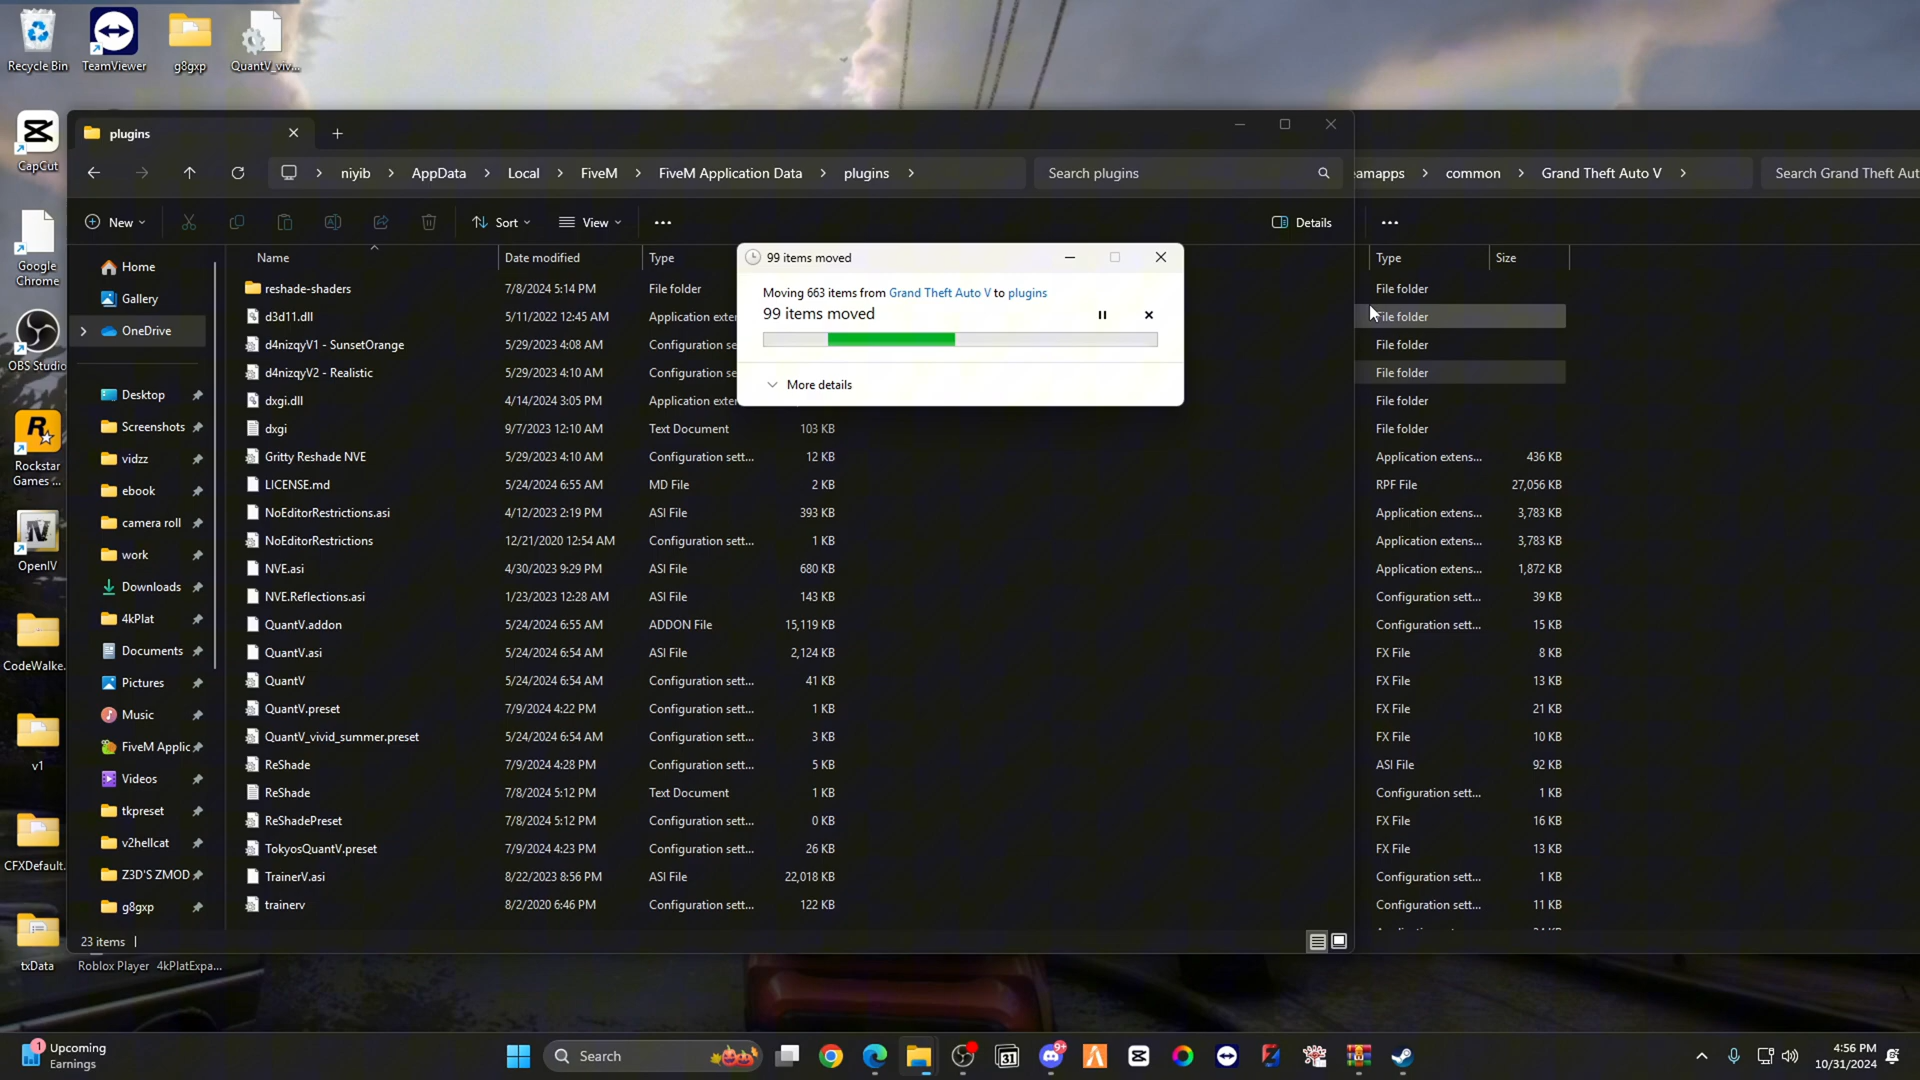 Recycle Bin
TeamViewer
g8gxp
QuantV_viv...
CapCut
Google
Chrome
OBS Studio
Rockstar
Games ...
OpenIV
CodeWalke...
v1
CFXDefault...
txData
Roblox Player
4kPlatExpa...
plugins
niyib
AppData
Local
FiveM
FiveM Application Data
plugins
Search plugins
eamapps
common
Grand Theft Auto V
Search Grand Theft Aut
New
Sort
View
Details
Name
Date modified
Type
Type
Size
Home
Gallery
OneDrive
Desktop
Screenshots
vidzz
ebook
camera roll
work
Downloads
4kPlat
Documents
Pictures
Music
FiveM Applic
Videos
tkpreset
v2hellcat
Z3D'S ZMOD
g8gxp
reshade-shaders 7/8/2024 5:14 PM File folder
d3d11.dll 5/11/2022 12:45 AM Application exter
d4nizqyV1 - SunsetOrange 5/29/2023 4:08 AM Configuration se
d4nizqyV2 - Realistic 5/29/2023 4:10 AM Configuration se
dxgi.dll 4/14/2024 3:05 PM Application exter
dxgi 9/7/2023 12:10 AM Text Document 103 KB
Gritty Reshade NVE 5/29/2023 4:10 AM Configuration sett... 12 KB
LICENSE.md 5/24/2024 6:55 AM MD File 2 KB
NoEditorRestrictions.asi 4/12/2023 2:19 PM ASI File 393 KB
NoEditorRestrictions 12/21/2020 12:54 AM Configuration sett... 1 KB
NVE.asi 4/30/2023 9:29 PM ASI File 680 KB
NVE.Reflections.asi 1/23/2023 12:28 AM ASI File 143 KB
QuantV.addon 5/24/2024 6:55 AM ADDON File 15,119 KB
QuantV.asi 5/24/2024 6:54 AM ASI File 2,124 KB
QuantV 5/24/2024 6:54 AM Configuration sett... 41 KB
QuantV.preset 7/9/2024 4:22 PM Configuration sett... 1 KB
QuantV_vivid_summer.preset 5/24/2024 6:54 AM Configuration sett... 3 KB
ReShade 7/9/2024 4:28 PM Configuration sett... 5 KB
ReShade 7/8/2024 5:12 PM Text Document 1 KB
ReShadePreset 7/8/2024 5:12 PM Configuration sett... 0 KB
TokyosQuantV.preset 7/9/2024 4:23 PM Configuration sett... 26 KB
TrainerV.asi 8/22/2023 8:56 PM ASI File 22,018 KB
trainerv 8/2/2020 6:46 PM Configuration sett... 122 KB
23 items
99 items moved
Moving 663 items from Grand Theft Auto V to plugins
99 items moved
More details
File folder
File folder
File folder
File folder
File folder
File folder
Application extens... 436 KB
RPF File 27,056 KB
Application extens... 3,783 KB
Application extens... 3,783 KB
Application extens... 1,872 KB
Configuration sett... 39 KB
Configuration sett... 15 KB
FX File 8 KB
FX File 13 KB
FX File 21 KB
FX File 10 KB
ASI File 92 KB
Configuration sett... 1 KB
FX File 16 KB
FX File 13 KB
Configuration sett... 1 KB
Configuration sett... 11 KB
1
Upcoming
Earnings
Search
31
9+
4:56 PM
10/31/2024